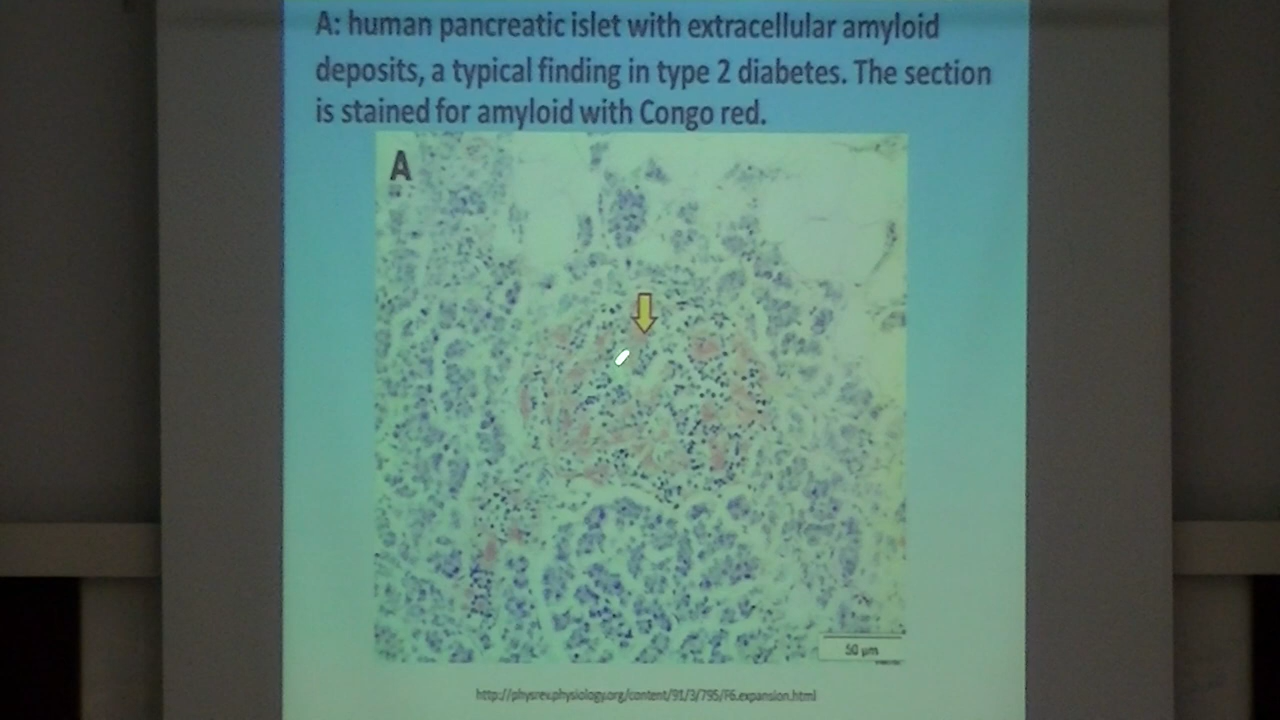 A: human pancreatic islet with extracellular amyloid
deposits, a typical finding in type 2 diabetes. The section
is stained for amyloid with Congo red.
A
50 µm
http://physrev.physiology.org/content/91/3/795/F6.expansion.html